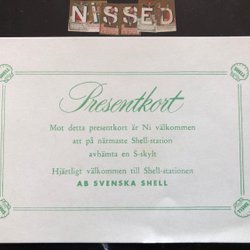 NiSSED
Presentkort
Mot detta presentkort är Ni välkommen
att på närmaste Shell-station
avhämta en S-skylt
Hjärtligt välkommen till Shell-stationen
AB SVENSKA SHELL